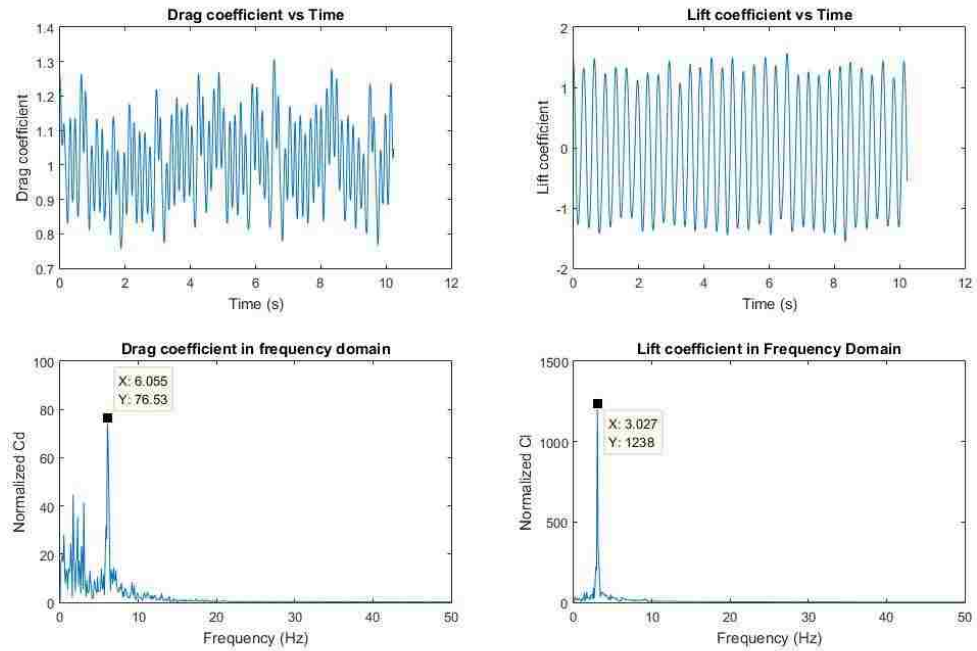 Drag coefficient vs Time
1.4
1.3
1.2
1.1
1
0.9
0.8
0.7
Drag coefficient
0 2 4 6 8 10 12
Time (s)
Lift coefficient vs Time
2
1
0
-1
-2
Lift coefficient
0 2 4 6 8 10 12
Time (s)
Drag coefficient in frequency domain
100
80
60
40
20
0
Normalized Cd
X: 6.055
Y: 76.53
0 10 20 30 40 50
Frequency (Hz)
Lift coefficient in Frequency Domain
1500
1000
500
0
Normalized Cl
X: 3.027
Y: 1238
0 10 20 30 40 50
Frequency (Hz)